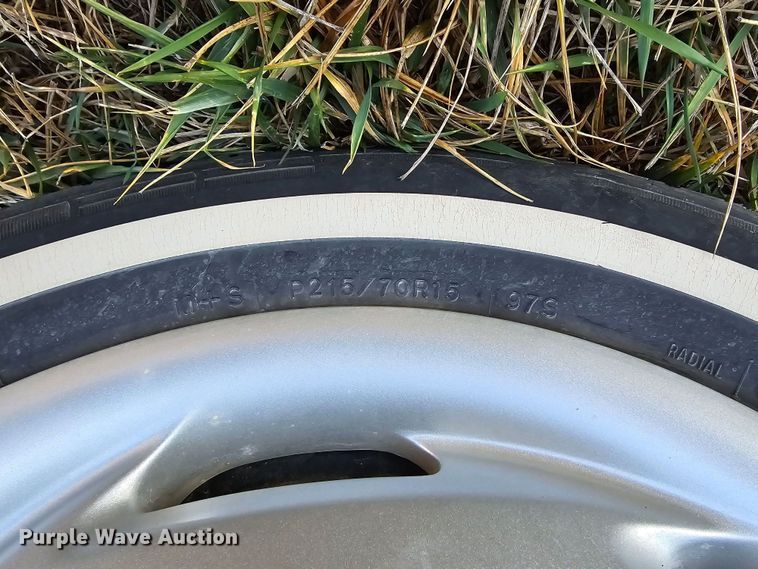 M+S P215/70R15 97S
RADIAL
Purple Wave Auction